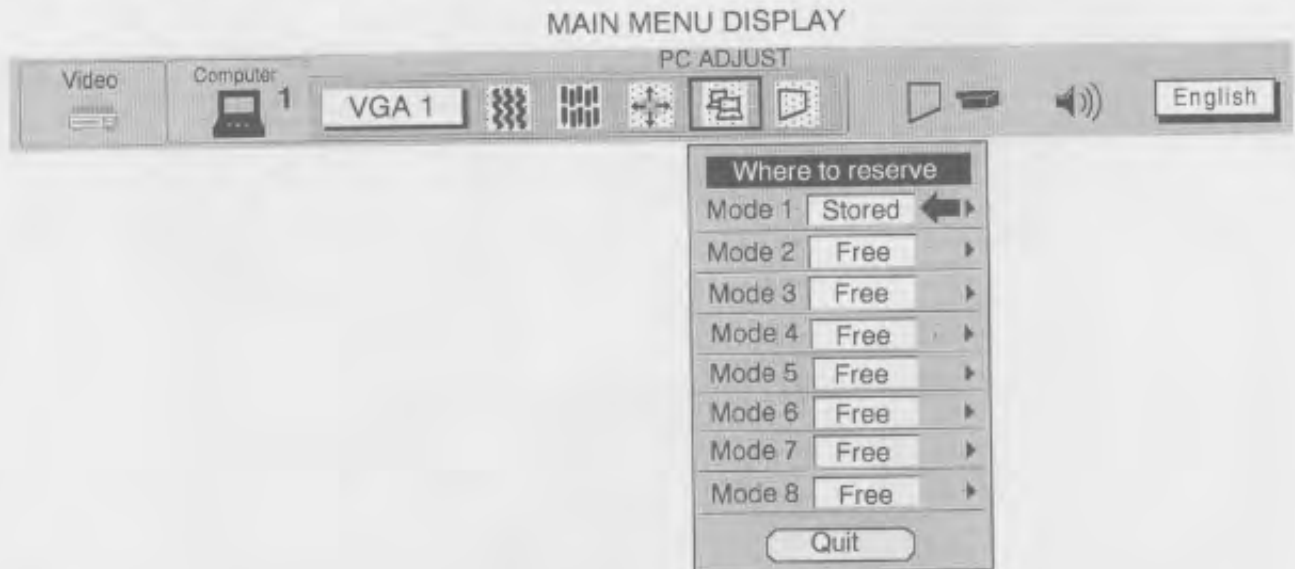 MAIN MENU DISPLAY
PC ADJUST
Video
Computer
1
VGA 1
English
Where to reserve
Mode 1 Stored
Mode 2 Free
Mode 3 Free
Mode 4 Free
Mode 5 Free
Mode 6 Free
Mode 7 Free
Mode 8 Free
Quit